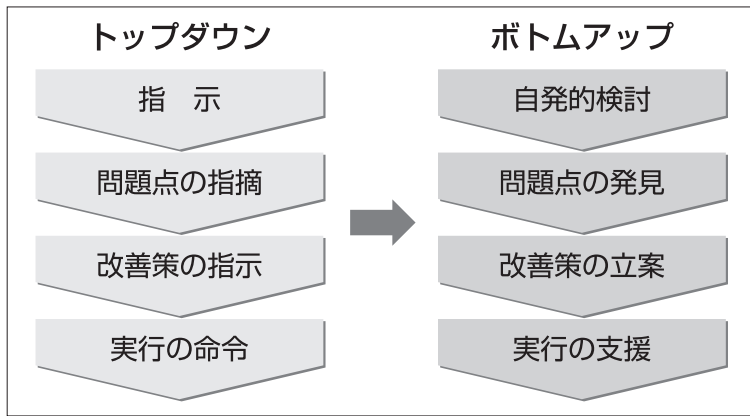 トップダウン
指　示
問題点の指摘
改善策の指示
実行の命令
ボトムアップ
自発的検討
問題点の発見
改善策の立案
実行の支援